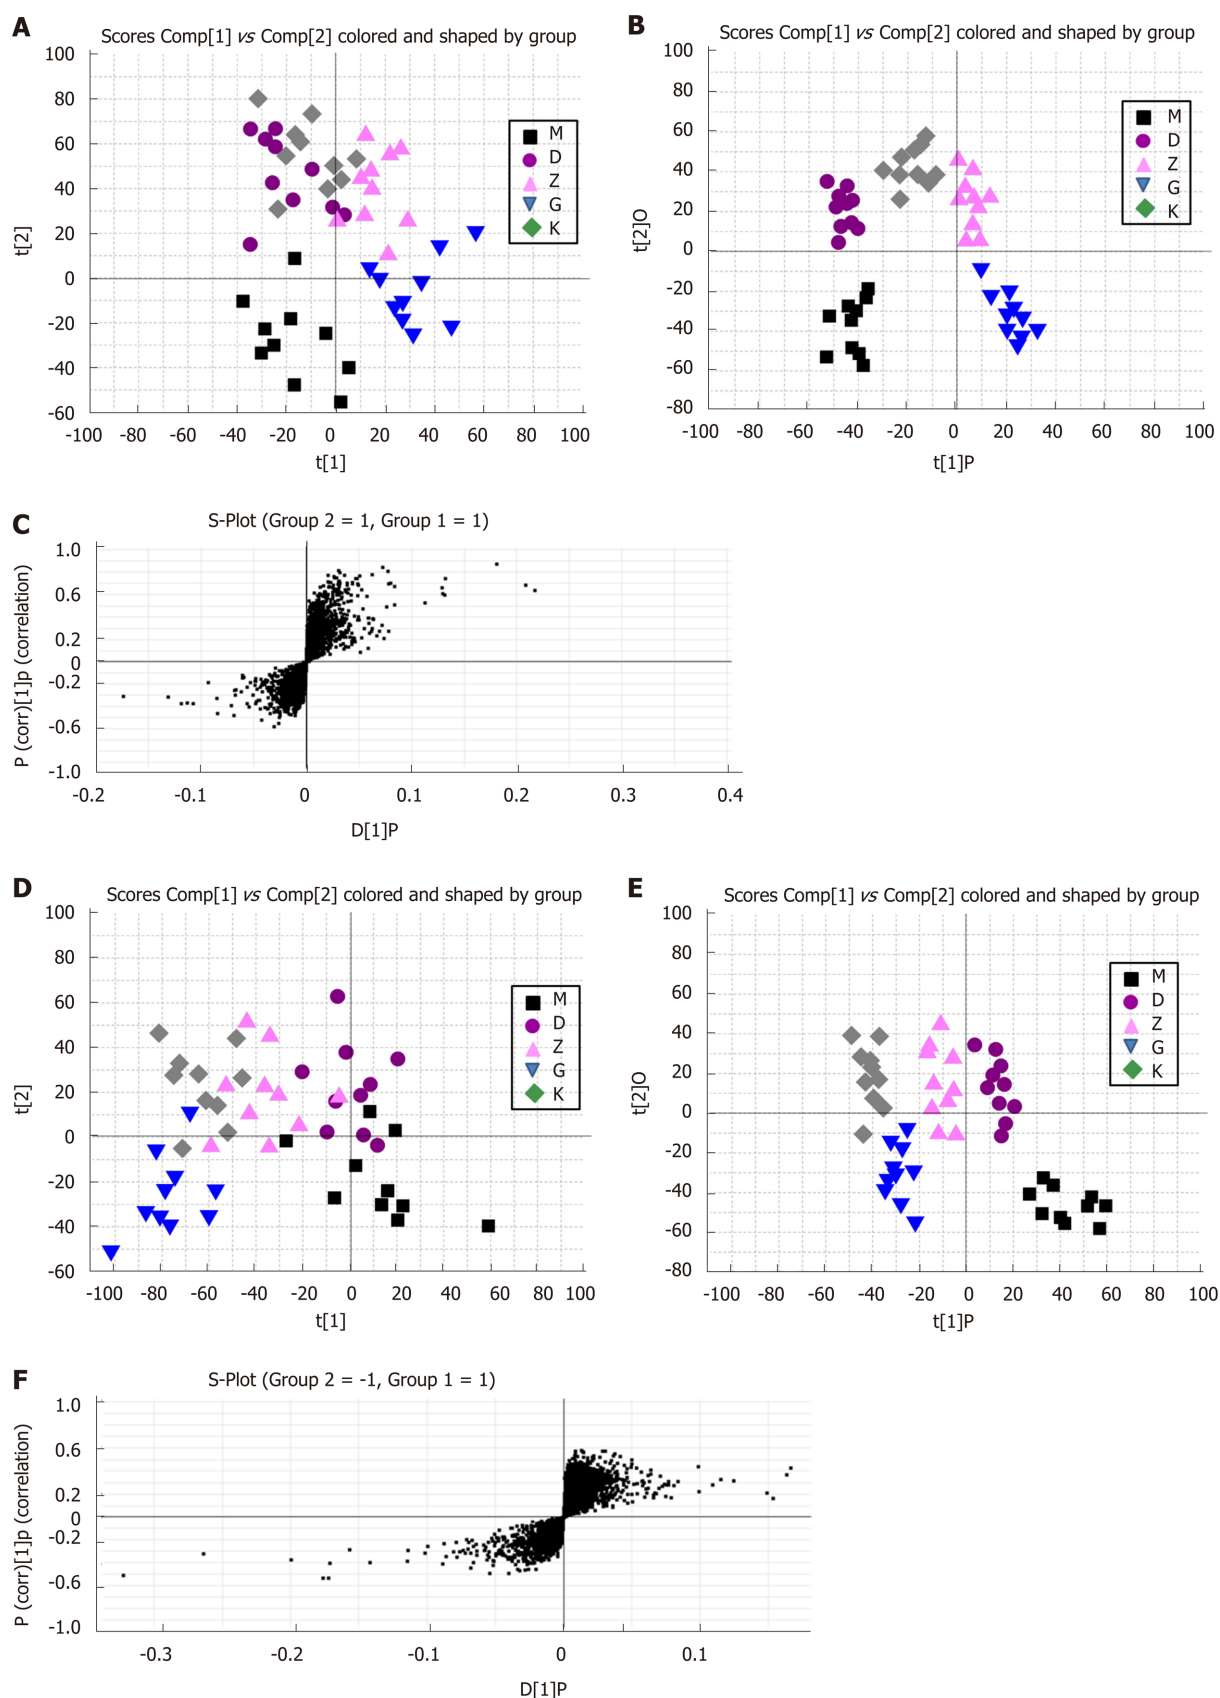 A
Scores Comp[1] vs Comp[2] colored and shaped by group
100
80
60
40
20
0
-20
-40
-60
t[2]
M
D
Z
G
K
-100 -80 -60 -40 -20 0 20 40 60 80 100
t[1]
B
Scores Comp[1] vs Comp[2] colored and shaped by group
100
80
60
40
20
0
-20
-40
-60
-80
t[2]O
M
D
Z
G
K
-100 -80 -60 -40 -20 0 20 40 60 80 100
t[1]P
C
S-Plot (Group 2 = 1, Group 1 = 1)
1.0
0.6
0.2
0
-0.2
-0.6
-1.0
P (corr)[1]p (correlation)
-0.2 -0.1 0 0.1 0.2 0.3 0.4
D[1]P
D
Scores Comp[1] vs Comp[2] colored and shaped by group
100
80
60
40
20
0
-20
-40
-60
t[2]
M
D
Z
G
K
-100 -80 -60 -40 -20 0 20 40 60 80 100
t[1]
E
Scores Comp[1] vs Comp[2] colored and shaped by group
100
80
60
40
20
0
-20
-40
-60
-80
t[2]O
M
D
Z
G
K
-100 -80 -60 -40 -20 0 20 40 60 80 100
t[1]P
F
S-Plot (Group 2 = -1, Group 1 = 1)
1.0
0.6
0.2
0
-0.2
-0.6
-1.0
P (corr)[1]p (correlation)
-0.3 -0.2 -0.1 0 0.1
D[1]P